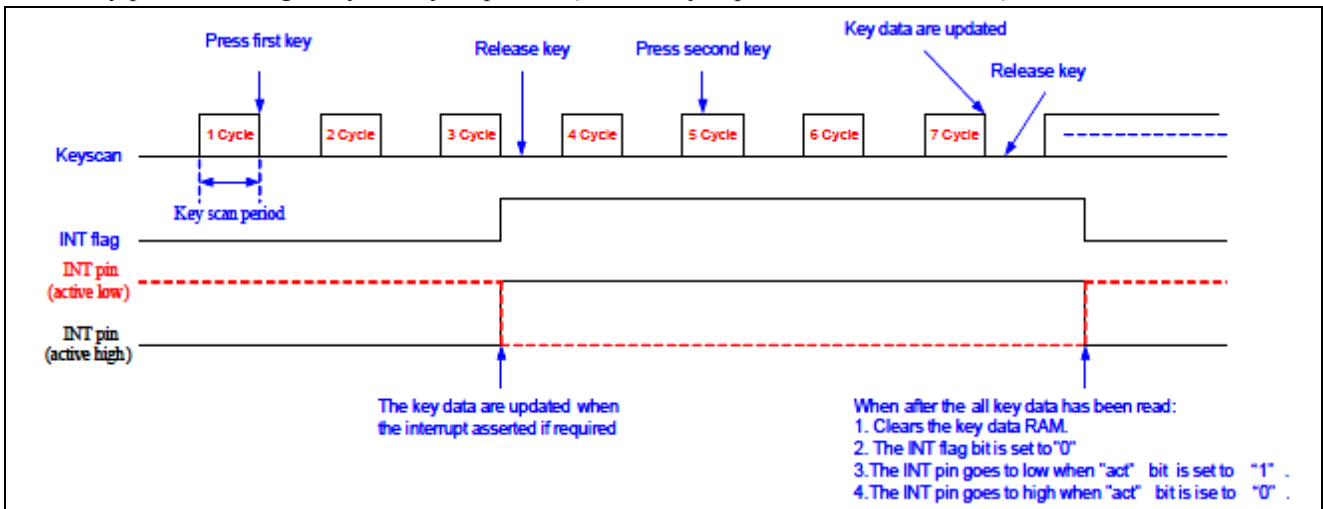 Press first key
Release key
Press second key
Key data are updated
Release key
1 Cycle
2 Cycle
3 Cycle
4 Cycle
5 Cycle
6 Cycle
7 Cycle
Keyscan
Key scan period
INT flag
INT pin
(active low)
INT pin
(active high)
The key data are updated when
the interrupt asserted if required
When after the all key data has been read:
1. Clears the key data RAM.
2. The INT flag bit is set to"0"
3.The INT pin goes to low when "act" bit is set to "1" .
4.The INT pin goes to high when "act" bit is ise to "0" .